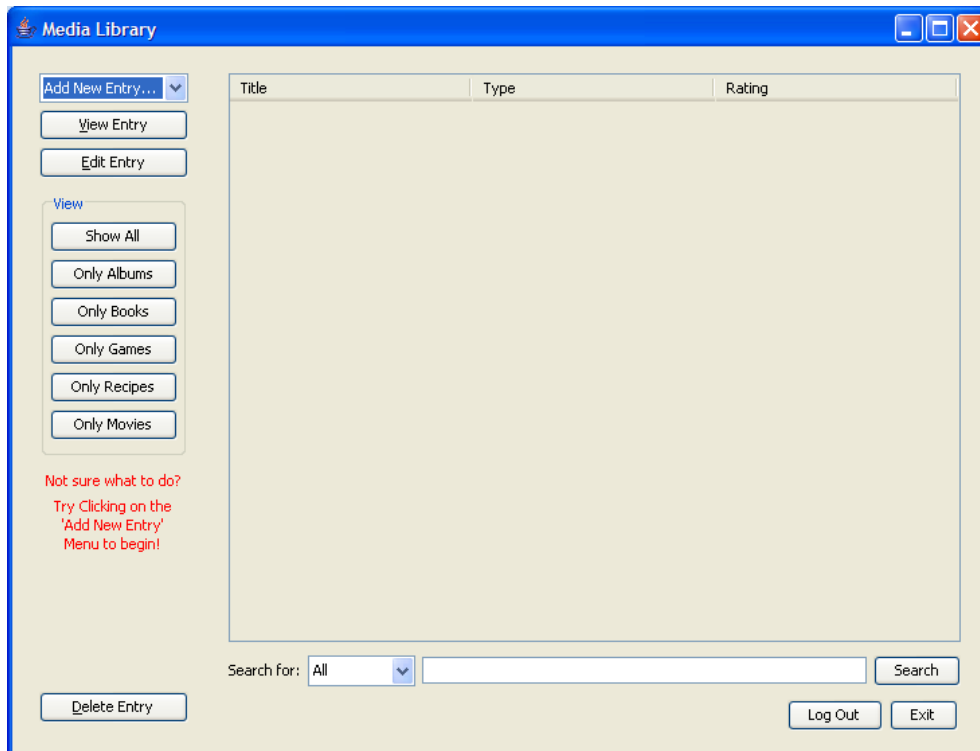 Media Library
Add New Entry...
View Entry
Edit Entry
View
Show All
Only Albums
Only Books
Only Games
Only Recipes
Only Movies
Not sure what to do?
Try Clicking on the
'Add New Entry'
Menu to begin!
Delete Entry
Title Type Rating
Search for: All Search
Log Out Exit